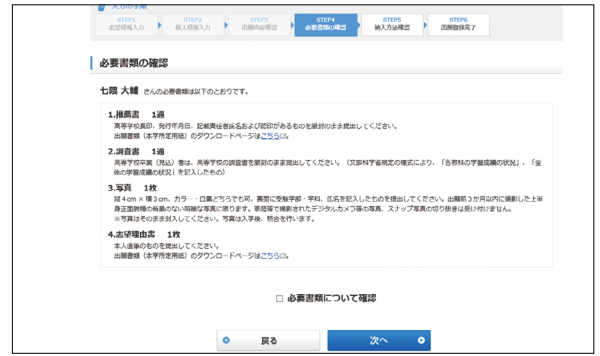 入力の手順
STEP1 STEP2 STEP3 STEP4 STEP5 STEP6
志望情報入力 個人情報入力 出願内容確認 必要書類の確認 納入方法確認 出願登録完了
必要書類の確認
七隈 大輔 さんの必要書類は以下のとおりです。
1.推薦書 1通
高等学校長印、発行年月日、記載責任者氏名および認印があるものを厳封のまま提出してください。
出願書類（本学所定用紙）のダウンロードページはこちら
2.調査書 1通
高等学校卒業（見込）者は、高等学校の調査書を厳封のまま提出してください。（文部科学省規定の様式により、「各教科の学習成績の状況」、「全
体の学習成績の状況」を記入したもの）
3.写真 1枚
縦４cm × 横３cm、カラー・白黒どちらでも可、裏面に受験学部・学科、氏名を記入したものを提出してください。出願前３か月以内に撮影した上半
身正面脱帽の背景のない明瞭な写真に限ります。家庭等で撮影されたデジタルカメラ等の写真、スナップ写真の切り抜きは受け付けません。
※写真はそのまま封入してください。写真は入学後、照合を行います。
4.志望理由書 1枚
本人直筆のものを提出してください。
出願書類（本学所定用紙）のダウンロードページはこちら
必要書類について確認
戻る 次へ